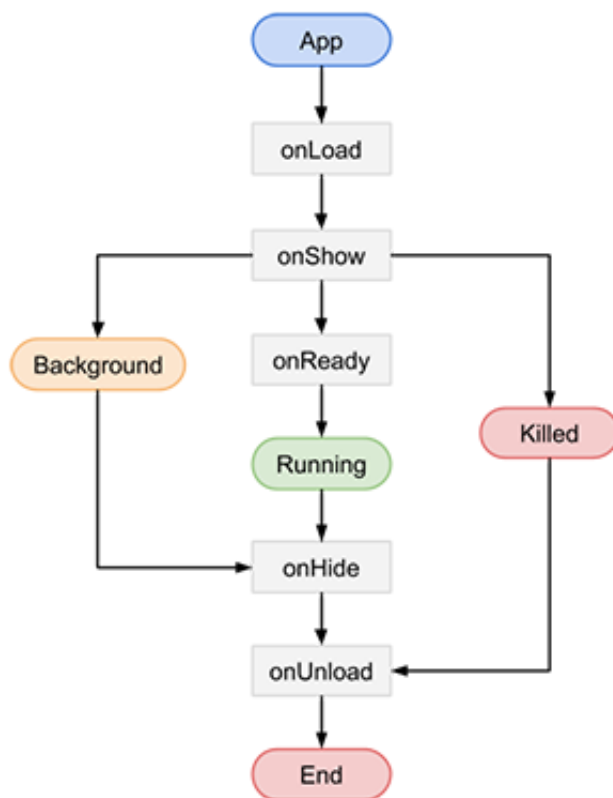 App
onLoad
onShow
Background
onReady
Killed
Running
onHide
onUnload
End